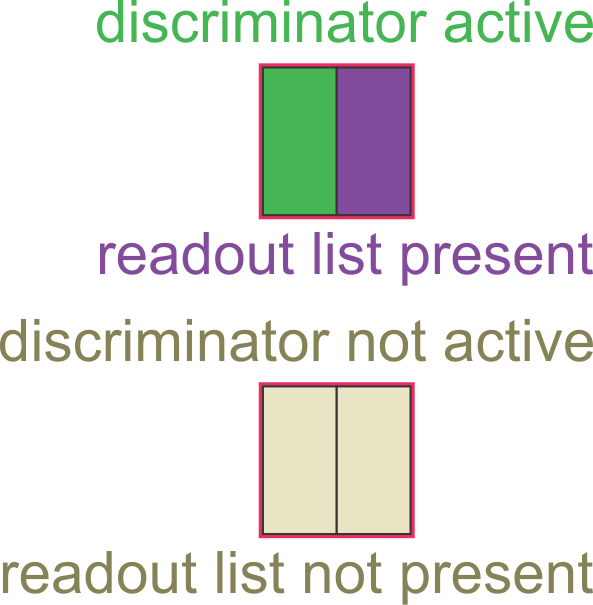 discriminator active
readout list present
discriminator not active
readout list not present